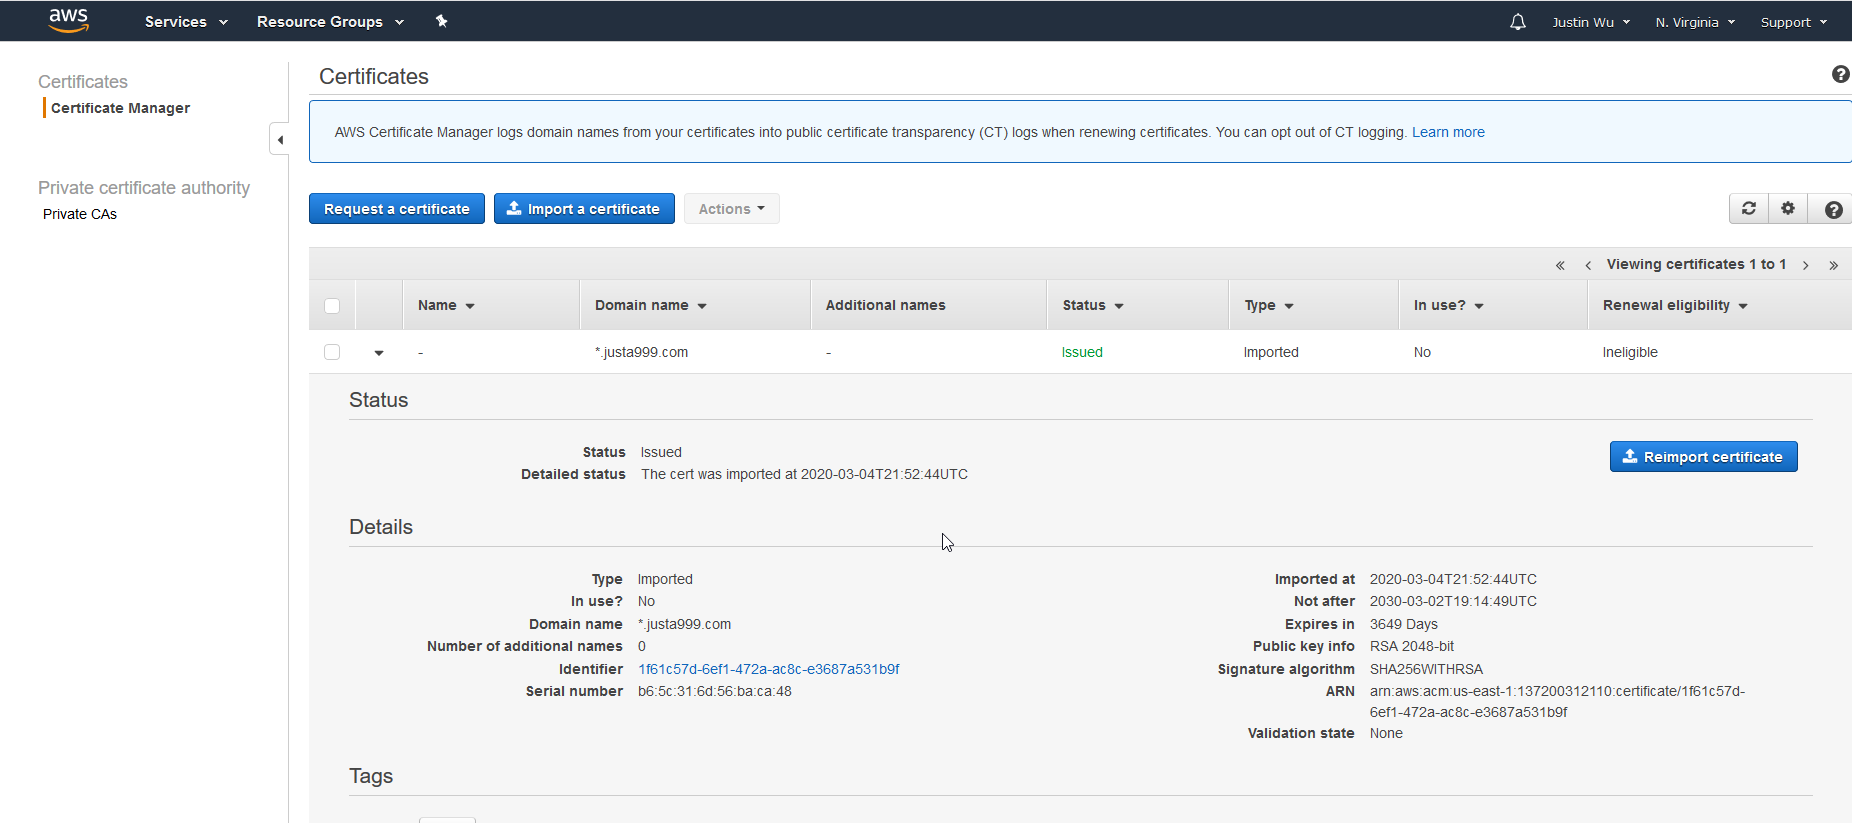 aws Services Resource Groups Justin Wu N. Virginia Support
Certificates
Certificate Manager
Private certificate authority
Private CAs
Certificates
AWS Certificate Manager logs domain names from your certificates into public certificate transparency (CT) logs when renewing certificates. You can opt out of CT logging. Learn more
Request a certificate Import a certificate Actions
« ‹ Viewing certificates 1 to 1 › »
Name Domain name Additional names Status Type In use? Renewal eligibility
- *.justa999.com - Issued Imported No Ineligible
Status
Status Issued
Detailed status The cert was imported at 2020-03-04T21:52:44UTC
Reimport certificate
Details
Type Imported
In use? No
Domain name *.justa999.com
Number of additional names 0
Identifier 1f61c57d-6ef1-472a-ac8c-e3687a531b9f
Serial number b6:5c:31:6d:56:ba:ca:48
Imported at 2020-03-04T21:52:44UTC
Not after 2030-03-02T19:14:49UTC
Expires in 3649 Days
Public key info RSA 2048-bit
Signature algorithm SHA256WITHRSA
ARN arn:aws:acm:us-east-1:137200312110:certificate/1f61c57d-
6ef1-472a-ac8c-e3687a531b9f
Validation state None
Tags